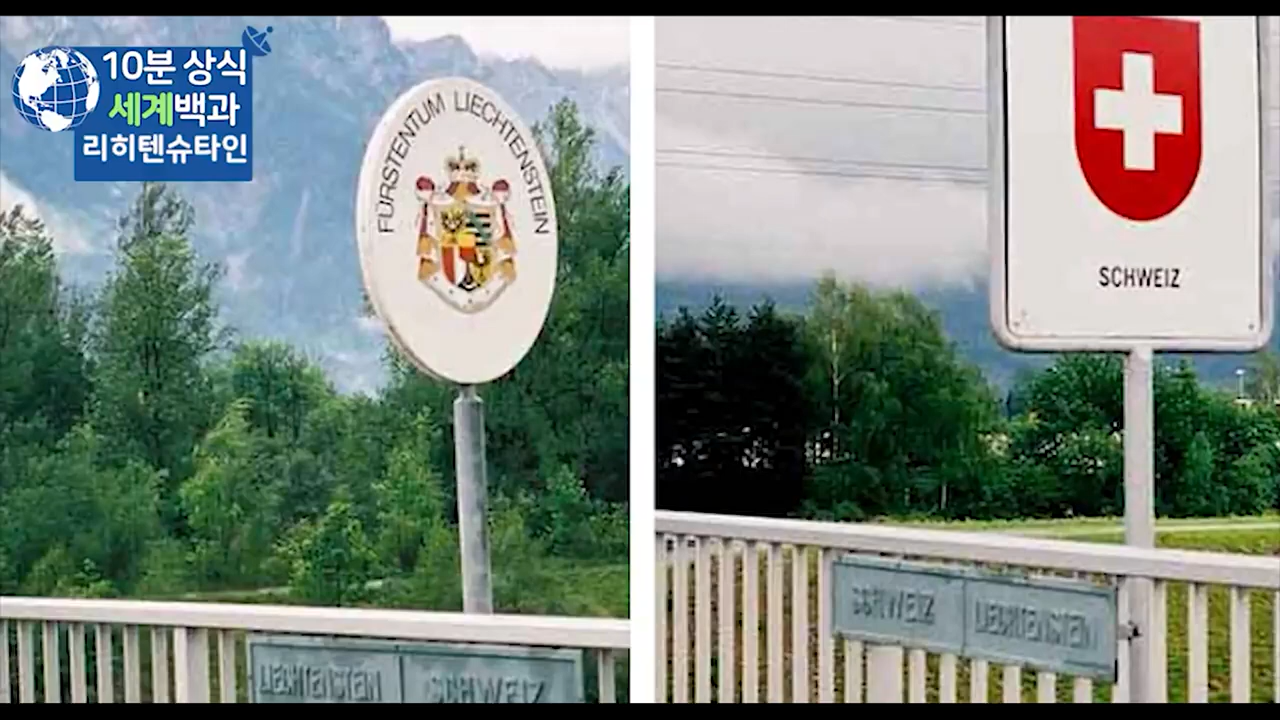 10분 상식
세계백과
리히텐슈타인
FÜRSTENTUM LIECHTENSTEIN
LIECHTENSTEIN SCHWEIZ
SCHWEIZ
SCHWEIZ LIECHTENSTEIN